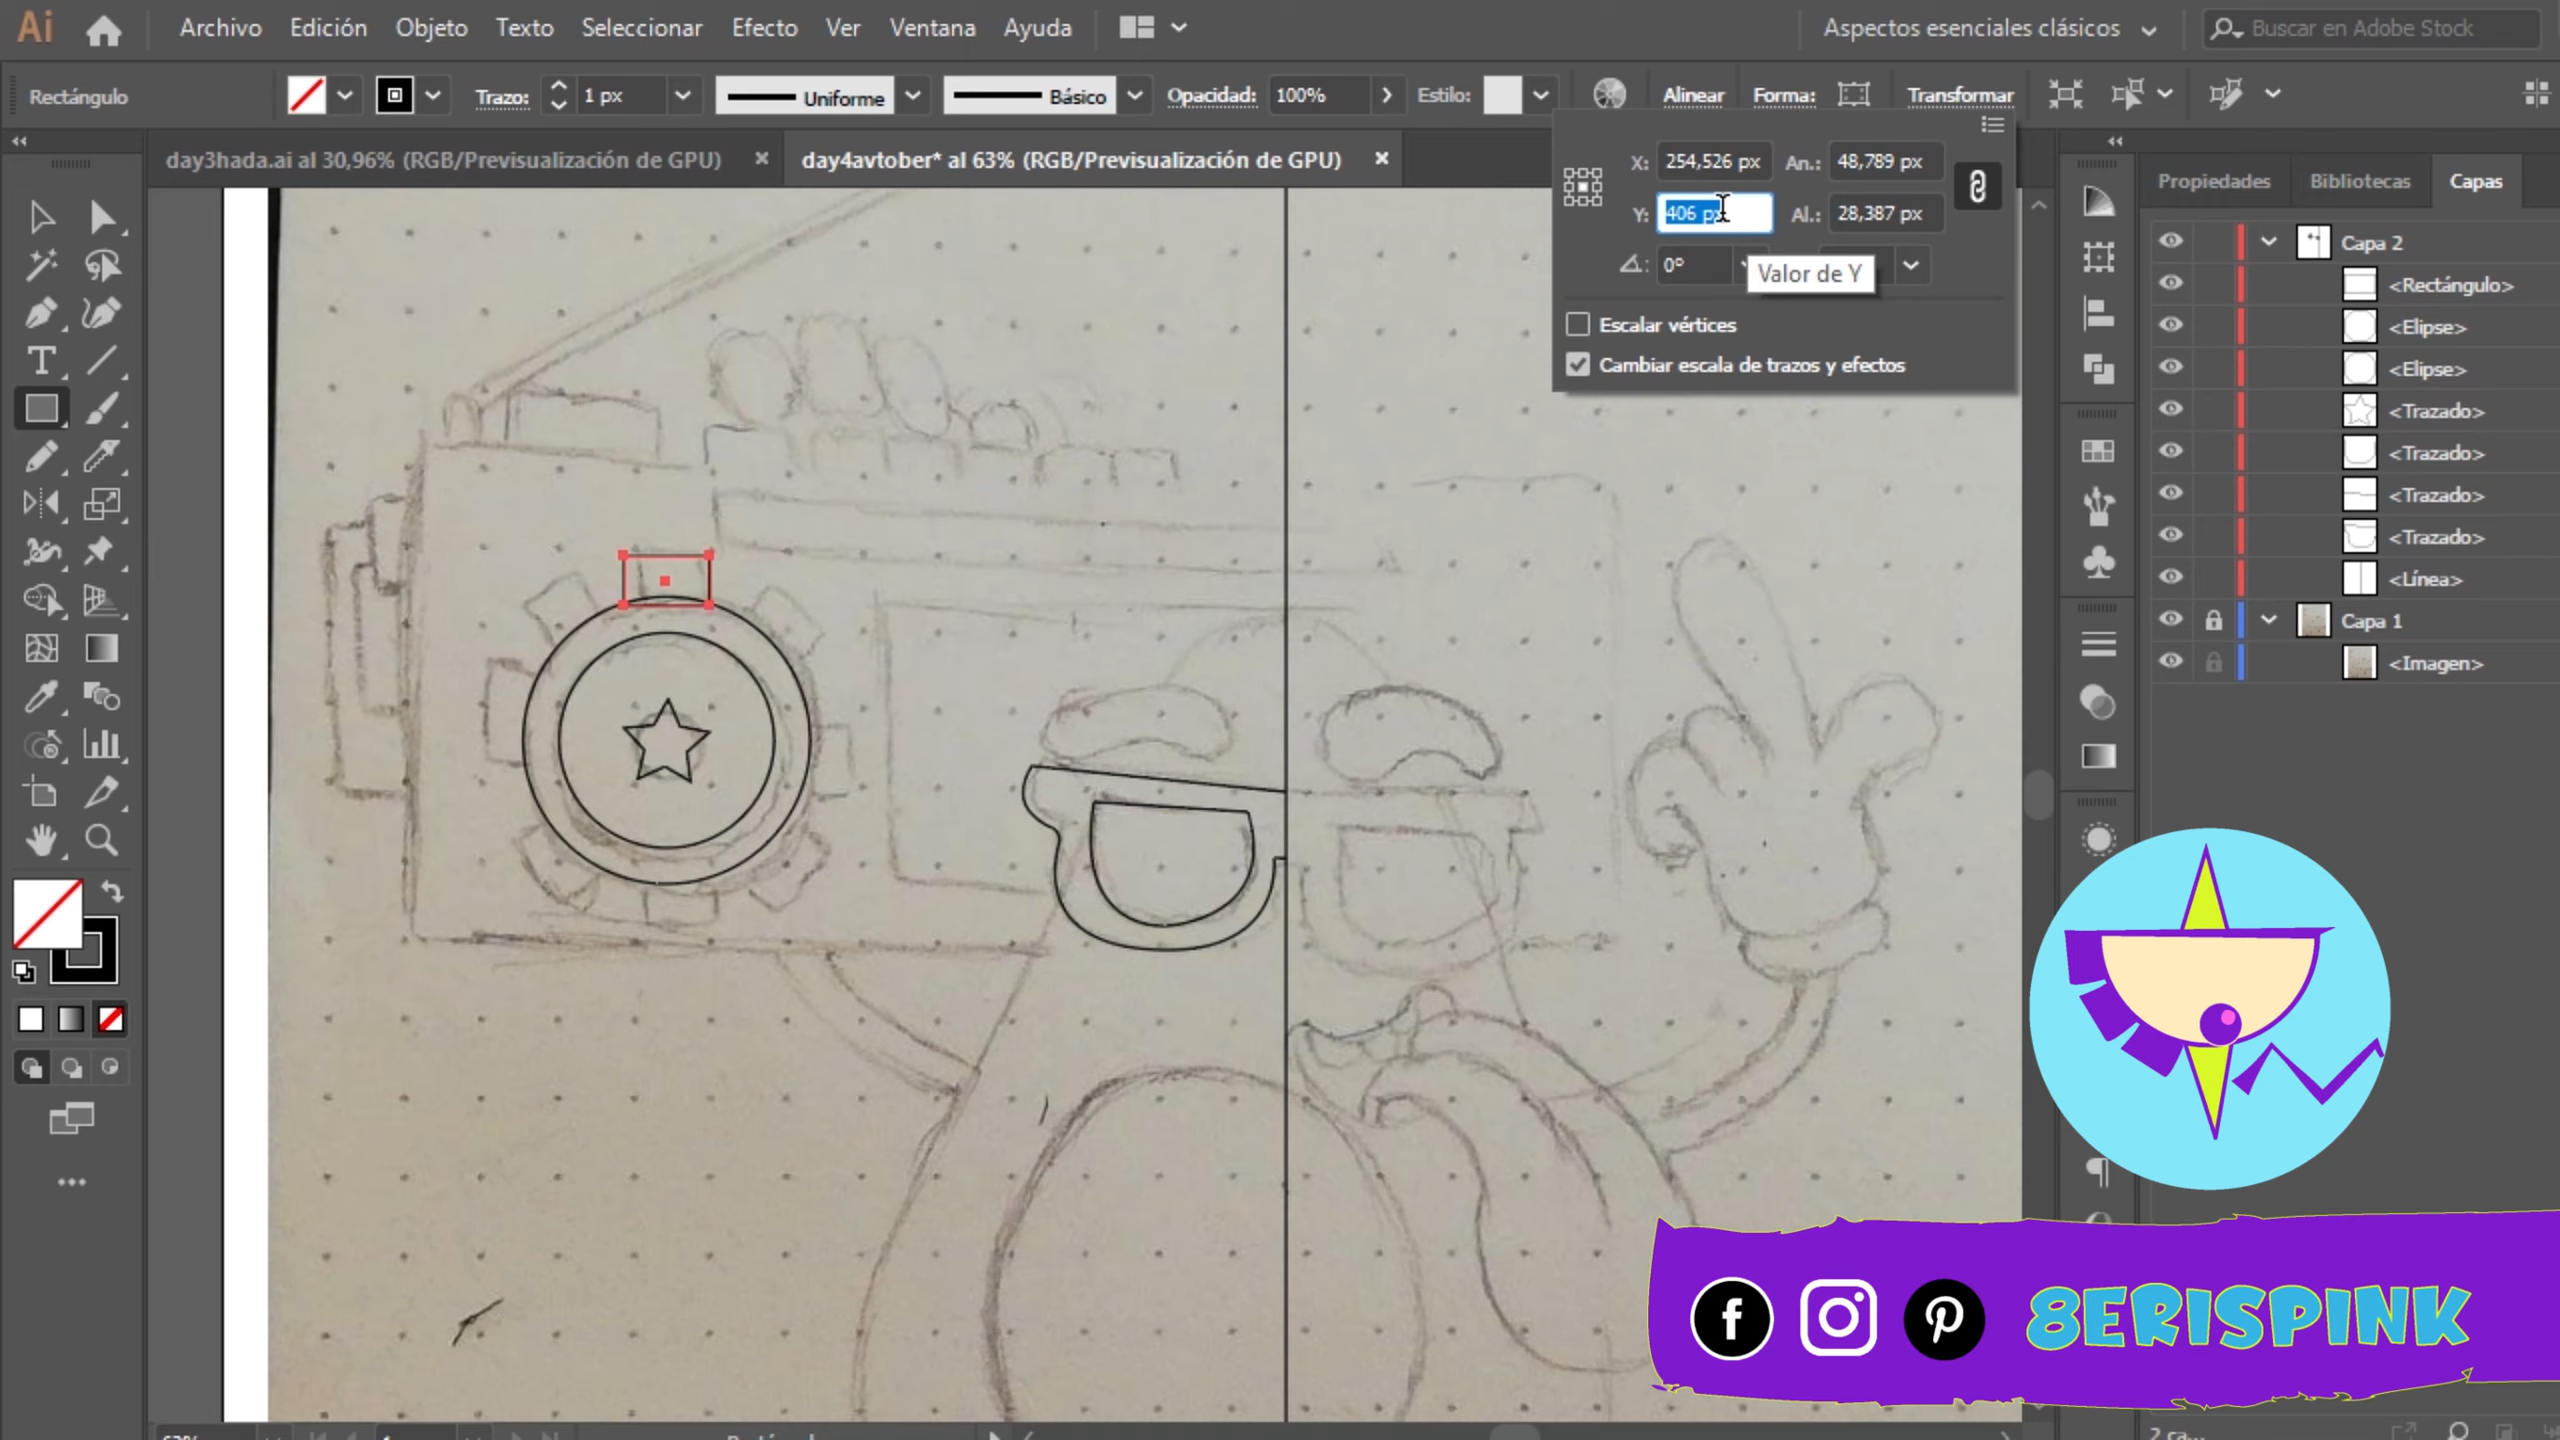 Ai Archivo Edición Objeto Texto Seleccionar Efecto Ver Ventana Ayuda Aspectos esenciales clásicos Buscar en Adobe Stock
Rectángulo Trazo: 1 px Uniforme Básico Opacidad: 100% Estilo: Alinear Forma: Transformar
day3hada.ai al 30,96% (RGB/Previsualización de GPU) × day4avtober* al 63% (RGB/Previsualización de GPU) ×
X: 254,526 px An.: 48,789 px
Y: 406 px Al.: 28,387 px
0°
Valor de Y
Escalar vértices
Cambiar escala de trazos y efectos
Propiedades Bibliotecas Capas
Capa 2
<Rectángulo>
<Elipse>
<Elipse>
<Trazado>
<Trazado>
<Trazado>
<Trazado>
<Línea>
Capa 1
<Imagen>
8ERISPINK